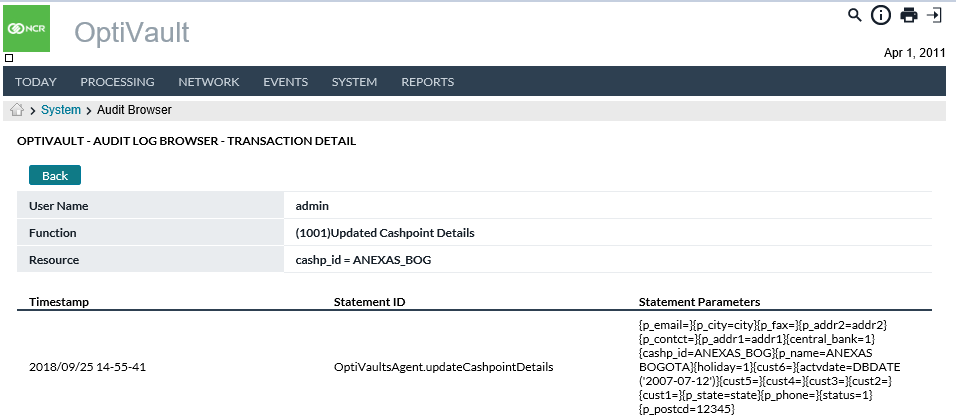 NCR
OptiVault
Apr 1, 2011
TODAY PROCESSING NETWORK EVENTS SYSTEM REPORTS
System > Audit Browser
OPTIVAULT - AUDIT LOG BROWSER - TRANSACTION DETAIL
Back
User Name admin
Function (1001)Updated Cashpoint Details
Resource cashp_id = ANEXAS_BOG
Timestamp Statement ID Statement Parameters
2018/09/25 14-55-41 OptiVaultsAgent.updateCashpointDetails
{p_email=}{p_city=city}{p_fax=}{p_addr2=addr2}
{p_contct=}{p_addr1=addr1}{central_bank=1}
{cashp_id=ANEXAS_BOG}{p_name=ANEXAS
BOGOTA}{holiday=1}{cust6=}{actvdate=DBDATE
('2007-07-12')}{cust5=}{cust4=}{cust3=}{cust2=}
{cust1=}{p_state=state}{p_phone=}{status=1}
{p_postcd=12345}